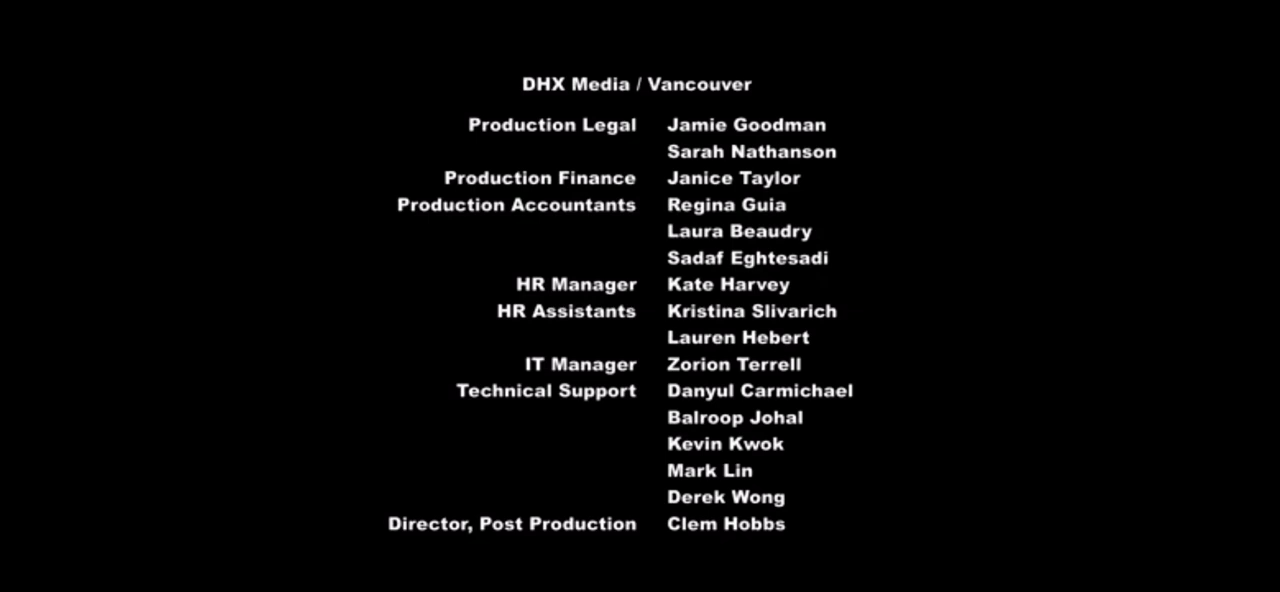 DHX Media / Vancouver
Production Legal Jamie Goodman
Sarah Nathanson
Production Finance Janice Taylor
Production Accountants Regina Guia
Laura Beaudry
Sadaf Eghtesadi
HR Manager Kate Harvey
HR Assistants Kristina Slivarich
Lauren Hebert
IT Manager Zorion Terrell
Technical Support Danyul Carmichael
Balroop Johal
Kevin Kwok
Mark Lin
Derek Wong
Director, Post Production Clem Hobbs